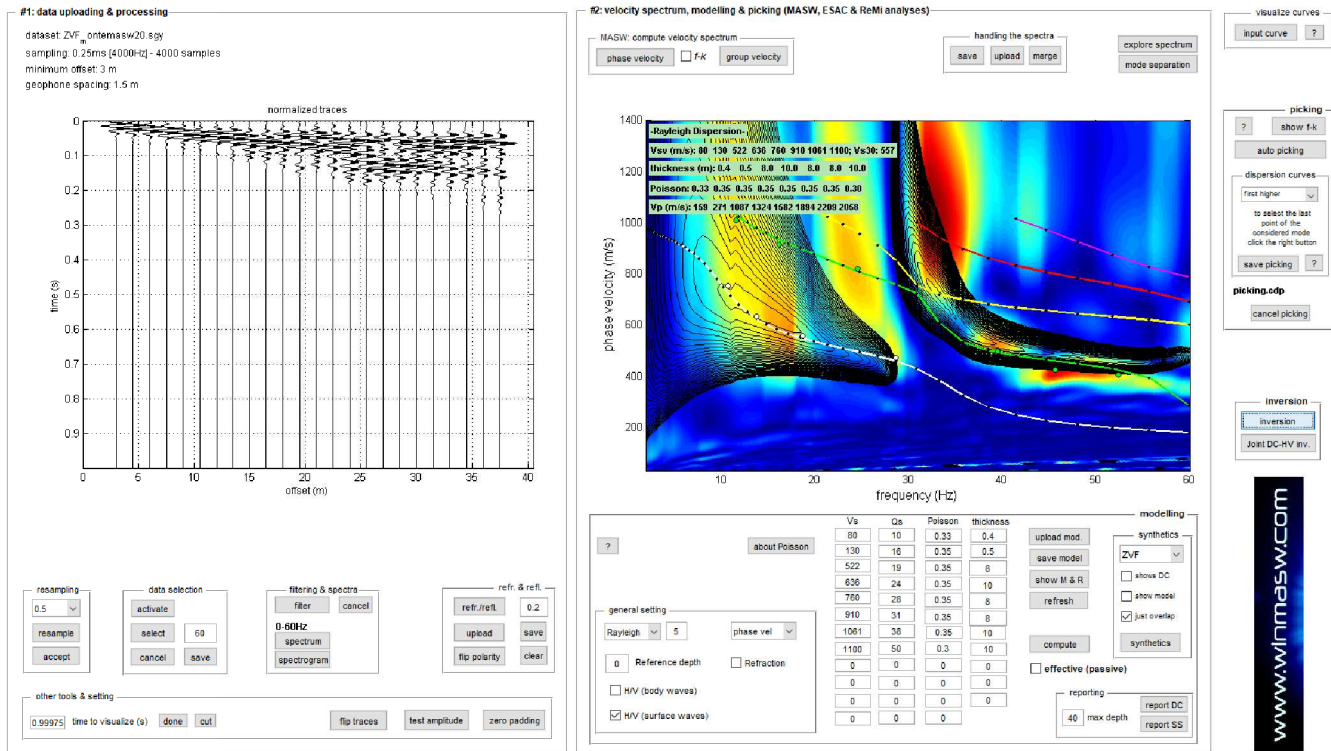 #1: data uploading & processing
dataset: ZVF_montemasw20.sgy
sampling: 0.25ms [4000Hz] - 4000 samples
minimum offset: 3 m
geophone spacing: 1.5 m
normalized traces
0
0.1
0.2
0.3
0.4
0.5
0.6
0.7
0.8
0.9
time (s)
0 5 10 15 20 25 30 35 40
offset (m)
resampling
0.5
resample
accept
data selection
activate
select 60
cancel save
filtering & spectra
filter cancel
0-60Hz
spectrum
spectrogram
refr. & refl.
refr./refl. 0.2
upload save
flip polarity clear
other tools & setting
0.99975 time to visualize (s) done cut
flip traces test amplitude zero padding
#2: velocity spectrum, modelling & picking (MASW, ESAC & ReMi analyses)
MASW: compute velocity spectrum
phase velocity f-k group velocity
handling the spectra
save upload merge
explore spectrum
mode separation
-Rayleigh Dispersion-
Vsv (m/s): 80 130 522 636 760 910 1061 1100; Vs30: 557
thickness (m): 0.4 0.5 8.0 10.0 8.0 8.0 10.0
Poisson: 0.33 0.35 0.35 0.35 0.35 0.35 0.35 0.30
Vp (m/s): 159 271 1087 1324 1582 1894 2209 2058
1400
1200
1000
800
600
400
200
phase velocity (m/s)
10 20 30 40 50 60
frequency (Hz)
modelling
? about Poisson
Vs Qs Poisson thickness
80 10 0.33 0.4
130 16 0.35 0.5
522 19 0.35 8
636 24 0.35 10
760 28 0.35 8
910 31 0.35 8
1061 38 0.35 10
1100 50 0.3 10
0 0 0 0
0 0 0 0
0 0 0 0
0 0 0
general setting
Rayleigh 5 phase vel
0 Reference depth Refraction
H/V (body waves)
H/V (surface waves)
upload mod.
save model
show M & R
refresh
compute
synthetics
ZVF
shows DC
show model
just overlap
synthetics
effective (passive)
reporting
40 max depth
report DC
report SS
visualize curves
input curve ?
picking
? show f-k
auto picking
dispersion curves
first higher
to select the last
point of the
considered mode
click the right button
save picking ?
picking.cdp
cancel picking
inversion
inversion
Joint DC-HV inv.
www.winmasw.com